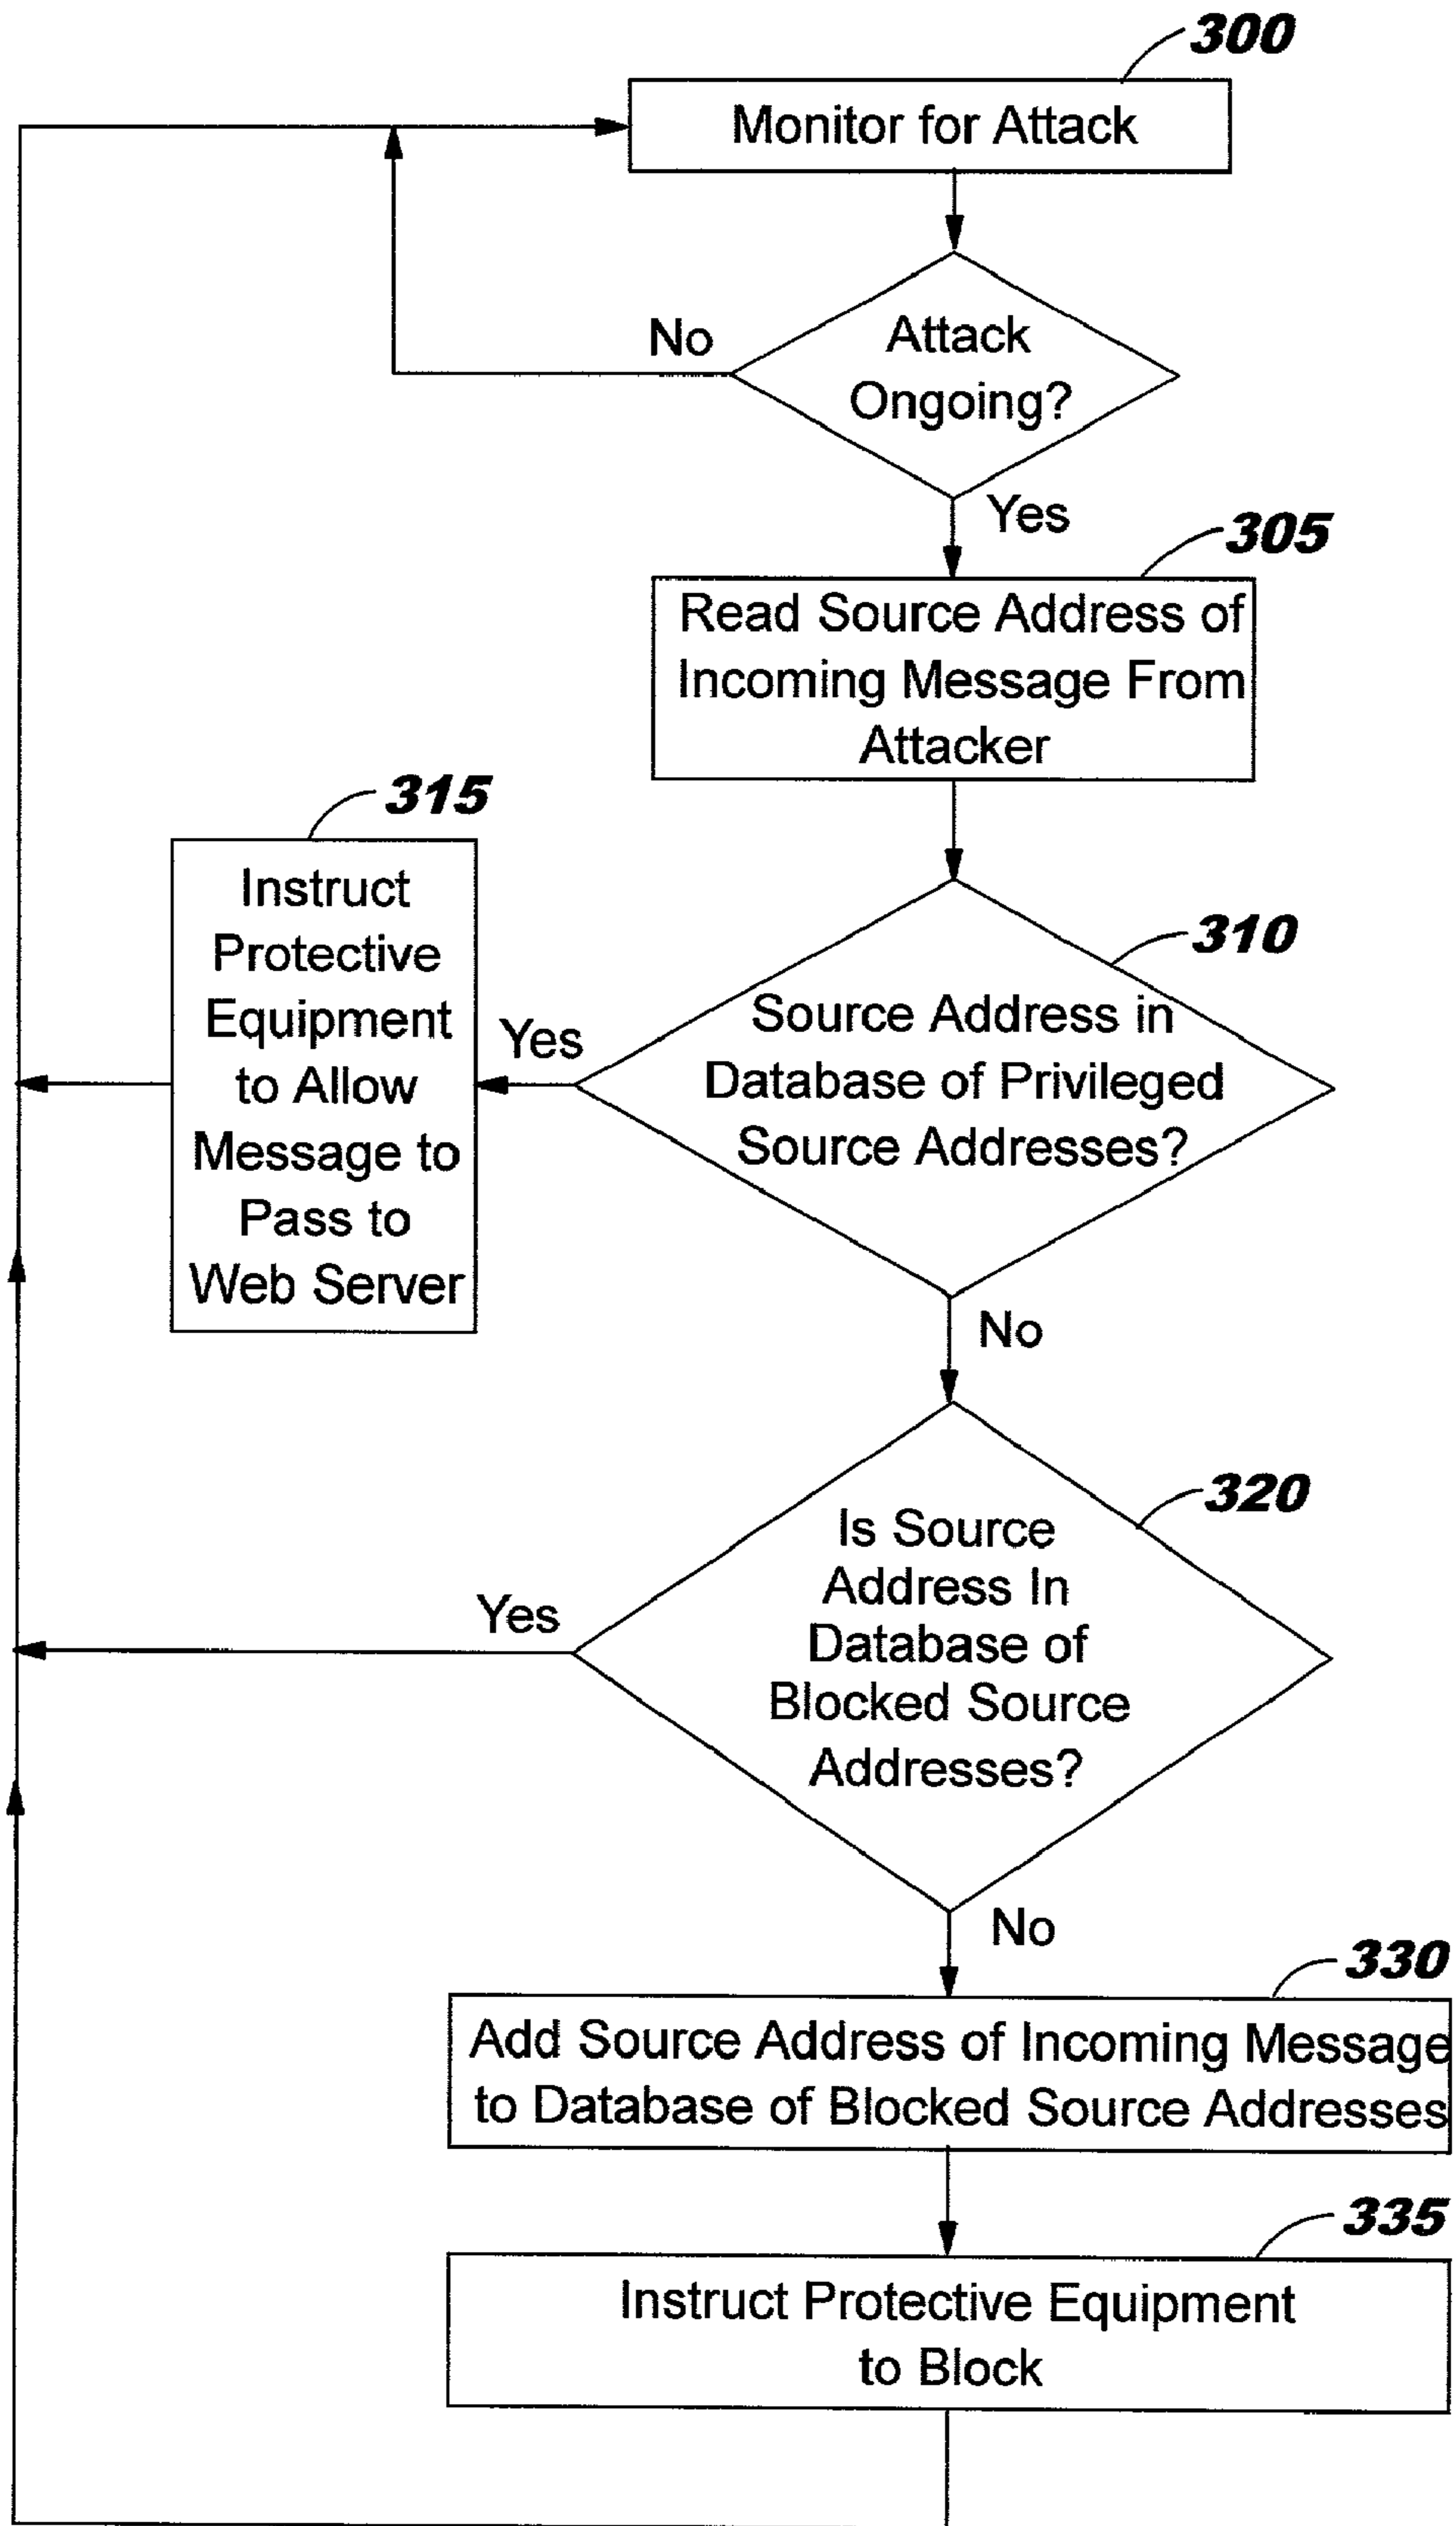 300
Monitor for Attack
Attack
Ongoing?
No
Yes
305
Read Source Address of
Incoming Message From
Attacker
315
Instruct
Protective
Equipment
to Allow
Message to
Pass to
Web Server
310
Source Address in
Database of Privileged
Source Addresses?
Yes
No
320
Is Source
Address In
Database of
Blocked Source
Addresses?
Yes
No
330
Add Source Address of Incoming Message
to Database of Blocked Source Addresses
335
Instruct Protective Equipment
to Block